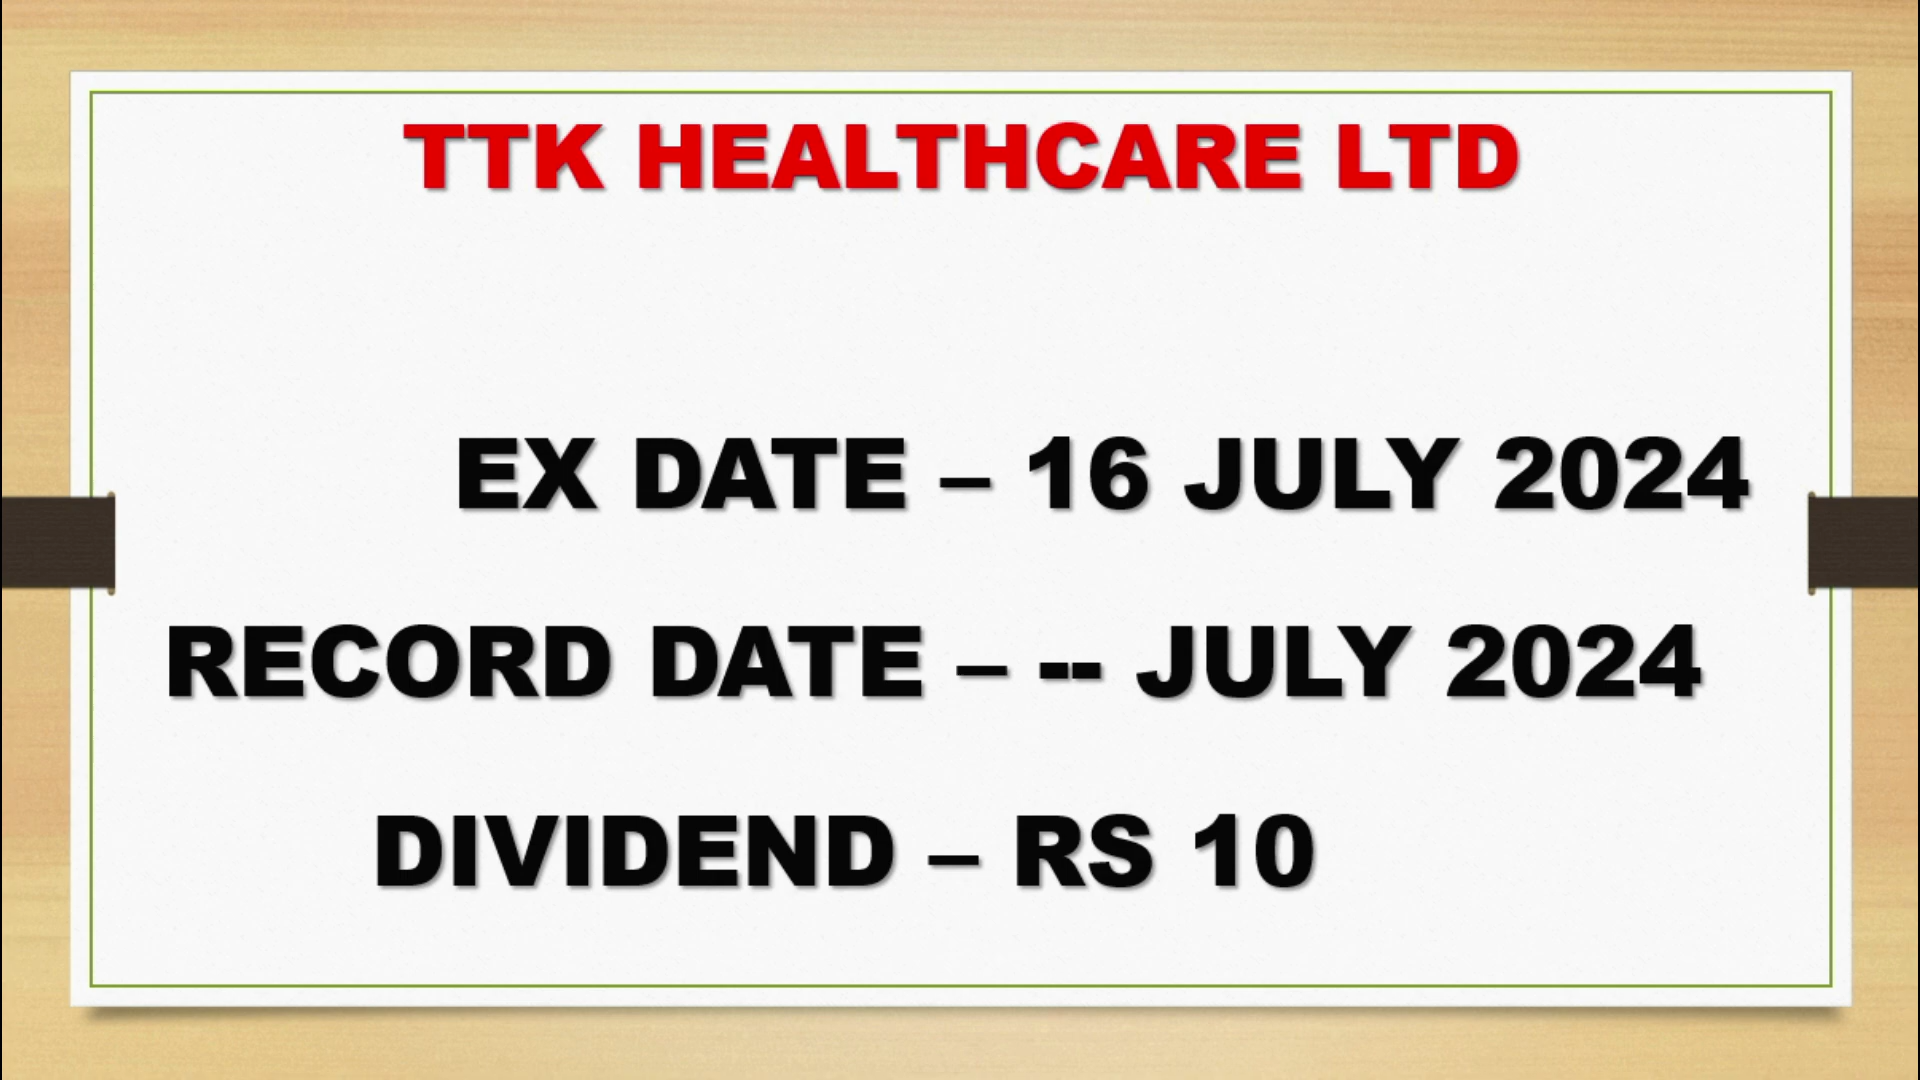 TTK HEALTHCARE LTD
EX DATE – 16 JULY 2024
RECORD DATE – -- JULY 2024
DIVIDEND – RS 10